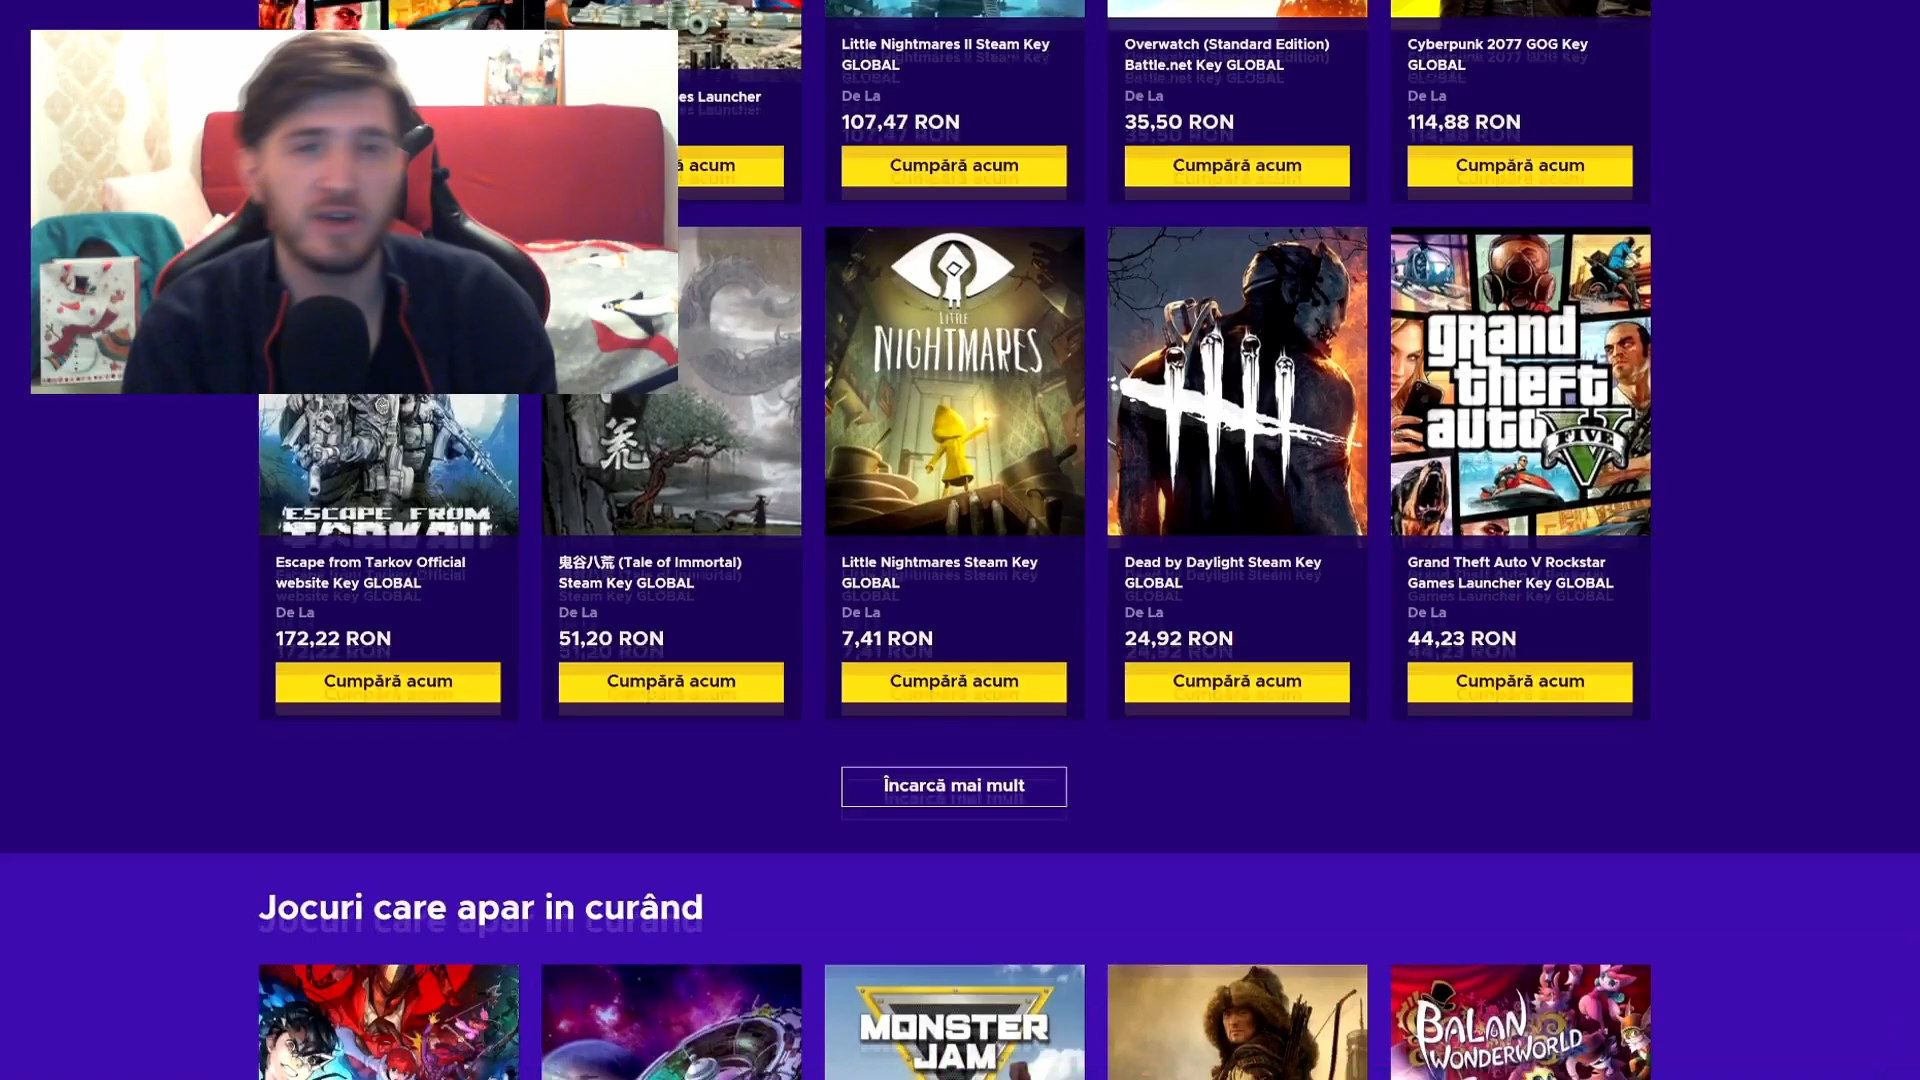 es Launcher
ă acum
Little Nightmares II Steam Key
GLOBAL
De La
107,47 RON
Cumpără acum
Overwatch (Standard Edition)
Battle.net Key GLOBAL
De La
35,50 RON
Cumpără acum
Cyberpunk 2077 GOG Key
GLOBAL
De La
114,88 RON
Cumpără acum
ESCAPE FROM
TARKOV
Escape from Tarkov Official
website Key GLOBAL
De La
172,22 RON
Cumpără acum
荒
鬼谷八荒 (Tale of Immortal)
Steam Key GLOBAL
De La
51,20 RON
Cumpără acum
LITTLE
NIGHTMARES
Little Nightmares Steam Key
GLOBAL
De La
7,41 RON
Cumpără acum
Dead by Daylight Steam Key
GLOBAL
De La
24,92 RON
Cumpără acum
grand
theft
auto V
FIVE
Grand Theft Auto V Rockstar
Games Launcher Key GLOBAL
De La
44,23 RON
Cumpără acum
Încarcă mai mult
Jocuri care apar in curând
MONSTER
JAM
BALAN
WONDERWORLD